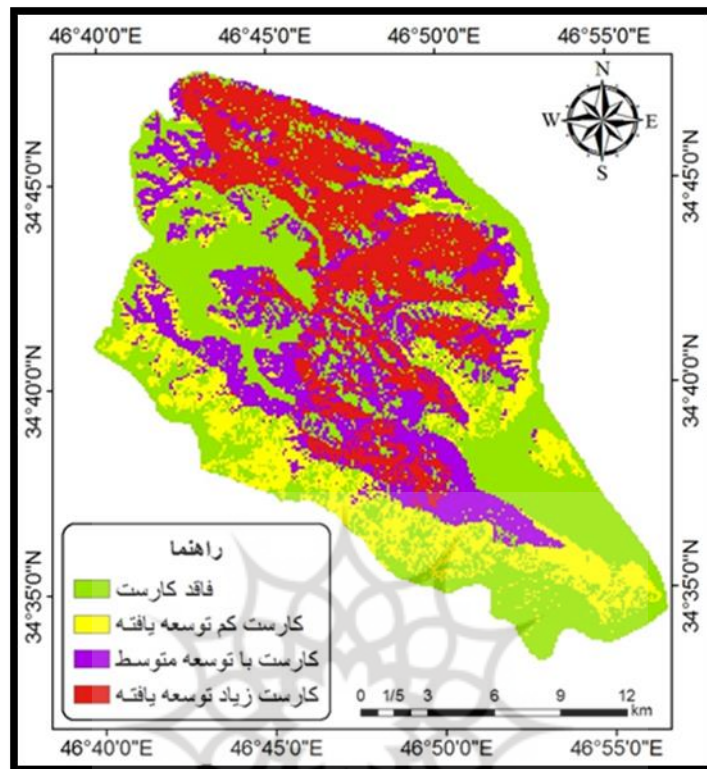 46°40'0"E 46°45'0"E 46°50'0"E 46°55'0"E
N
W E
S
34°45'0"N 34°45'0"N
34°40'0"N 34°40'0"N
34°35'0"N 34°35'0"N
راهنما
فاقد کارست
کارست کم توسعه یافته
کارست با توسعه متوسط
کارست زیاد توسعه یافته
0 1/5 3 6 9 12
km
46°40'0"E 46°45'0"E 46°50'0"E 46°55'0"E